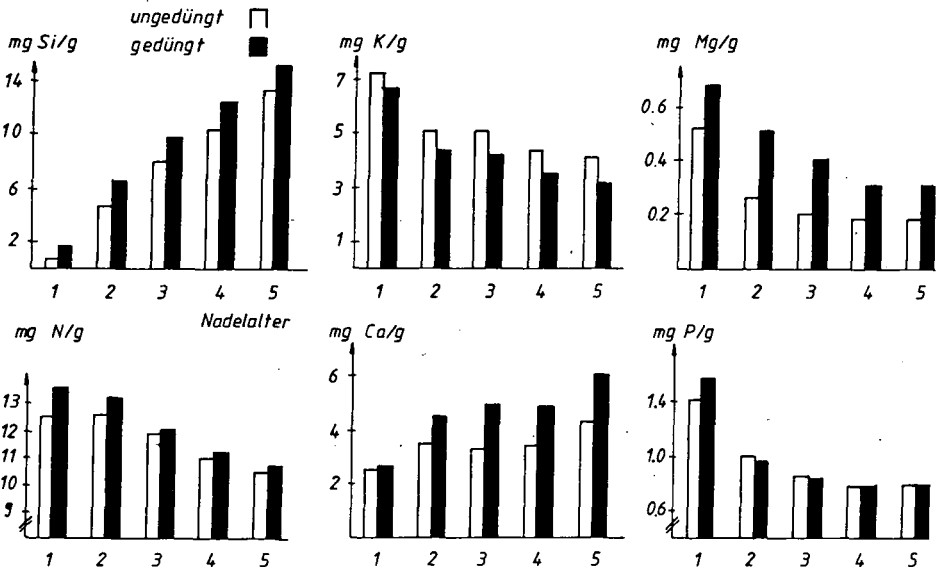 ungedüngt
gedüngt
mg Si/g
14
10
6
2
1 2 3 4 5
Nadelalter
mg K/g
7
5
3
1
1 2 3 4 5
mg Mg/g
0.6
0.4
0.2
1 2 3 4 5
mg N/g
13
12
11
10
9
1 2 3 4 5
mg Ca/g
6
4
2
1 2 3 4 5
mg P/g
1.4
1.0
0.6
1 2 3 4 5